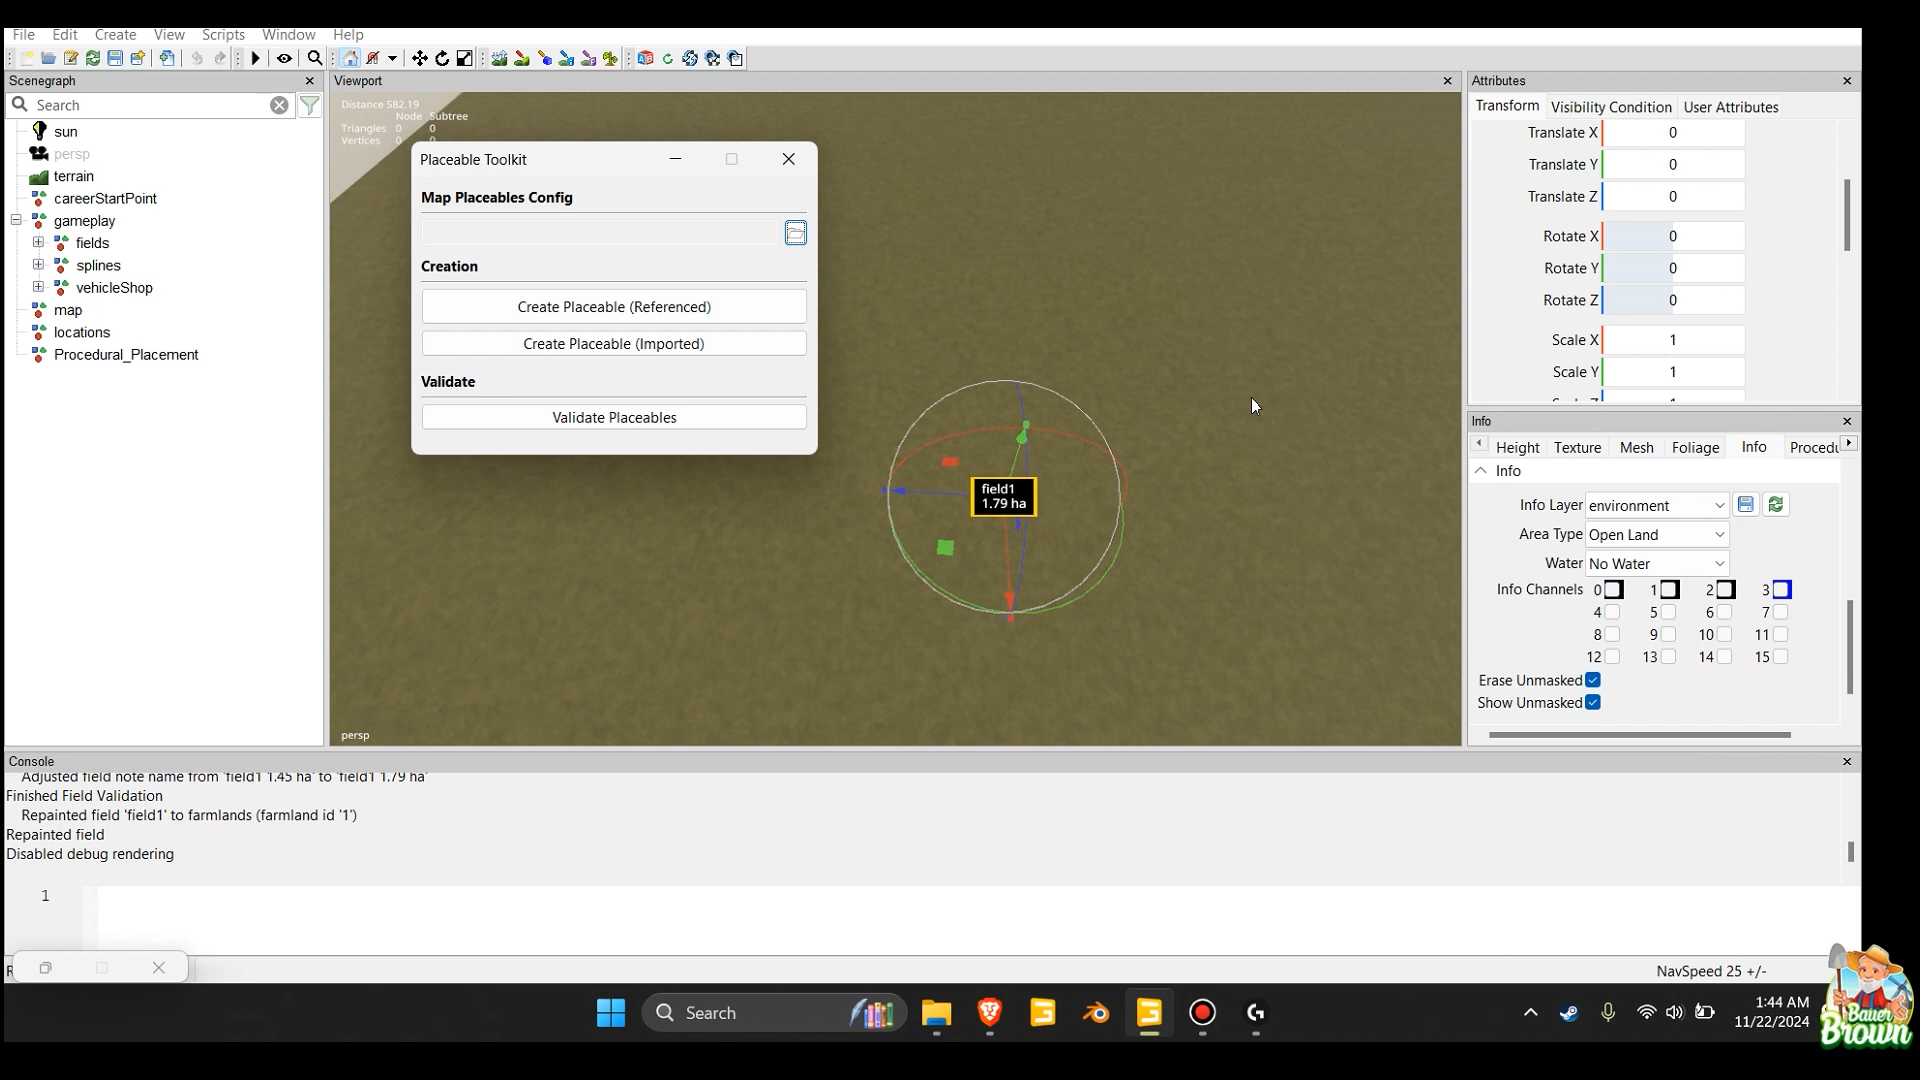 File Edit Create View Scripts Window Help
Scenegraph
Viewport
Attributes
Search
Distance 582.19
Node Subtree
Triangles 0 0
Vertices 0 0
sun
persp
terrain
careerStartPoint
gameplay
fields
splines
vehicleShop
map
locations
Procedural_Placement
Placeable Toolkit
Map Placeables Config
Creation
Create Placeable (Referenced)
Create Placeable (Imported)
Validate
Validate Placeables
field1
1.79 ha
persp
Transform Visibility Condition User Attributes
Translate X 0
Translate Y 0
Translate Z 0
Rotate X 0
Rotate Y 0
Rotate Z 0
Scale X 1
Scale Y 1
Info
Height Texture Mesh Foliage Info Procedu
Info
Info Layer environment
Area Type Open Land
Water No Water
Info Channels 0 1 2 3
4 5 6 7
8 9 10 11
12 13 14 15
Erase Unmasked
Show Unmasked
Console
Adjusted field note name from 'field1 1.45 ha' to 'field1 1.79 ha'
Finished Field Validation
Repainted field 'field1' to farmlands (farmland id '1')
Repainted field
Disabled debug rendering
1
NavSpeed 25 +/-
Search
1:44 AM
11/22/2024
Bauer
Brown